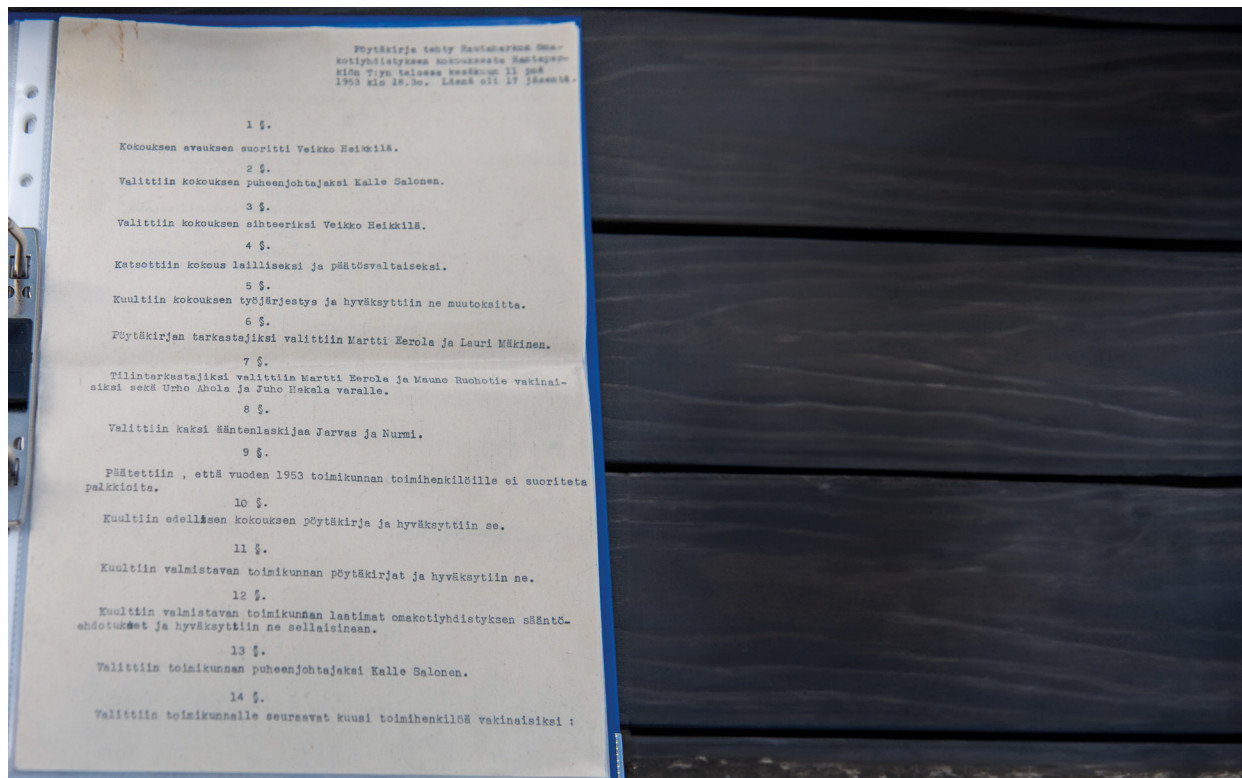 Pöytäkirja tehty Rautaharkon Oma-
kotiyhdistyksen kokouksesta Rantaper-
kiön T:yn talossa kesäkuun 11 pnä
1953 klo 18.3o. Läsnä oli 17 jäsentä.
1 §.
Kokouksen avauksen suoritti Veikko Heikkilä.
2 §.
Valittiin kokouksen puheenjohtajaksi Kalle Salonen.
3 §.
Valittiin kokouksen sihteeriksi Veikko Heikkilä.
4 §.
Katsottiin kokous lailliseksi ja päätösvaltaiseksi.
5 §.
Kuultiin kokouksen työjärjestys ja hyväksyttiin ne muutoksitta.
6 §.
Pöytäkirjan tarkastajiksi valittiin Martti Eerola ja Lauri Mäkinen.
7 §.
Tilintarkastajiksi valittiin Martti Eerola ja Mauno Ruohotie vakinai-
siksi sekä Urho Ahola ja Juho Hekala varalle.
8 §.
Valittiin kaksi ääntenlaskijaa Jarvas ja Nurmi.
9 §.
Päätettiin , että vuoden 1953 toimikunnan toimihenkilöille ei suoriteta
palkkioita.
10 §.
Kuultiin edellisen kokouksen pöytäkirja ja hyväksyttiin se.
11 §.
Kuultiin valmistavan toimikunnan pöytäkirjat ja hyväksytiin ne.
12 §.
Kuultiin valmistavan toimikunnan laatimat omakotiyhdistyksen sääntö-
ehdotukset ja hyväksyttiin ne sellaisinaan.
13 §.
Valittiin toimikunnan puheenjohtajaksi Kalle Salonen.
14 §.
Valittiin toimikunnalle seuraavat kuusi toimihenkilöä vakinaisiksi :